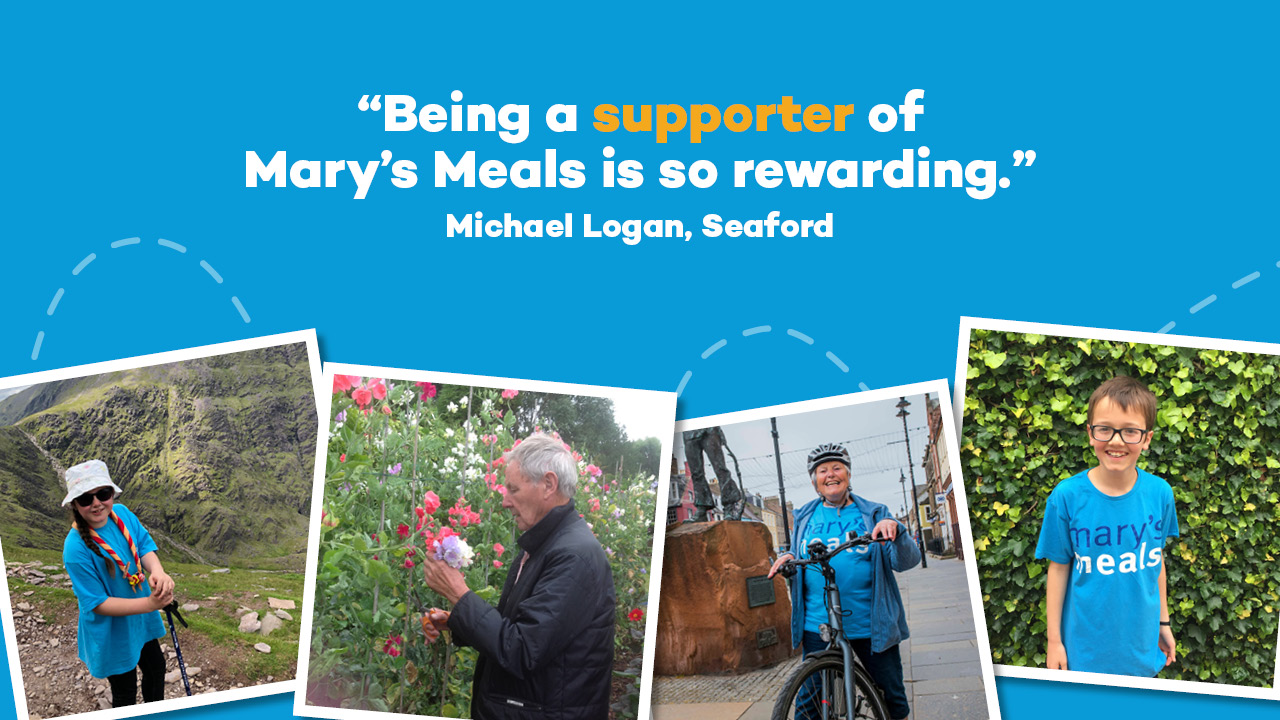 “Being a supporter of
Mary’s Meals is so rewarding.”
Michael Logan, Seaford
mary’s
meals
mary’s
meals